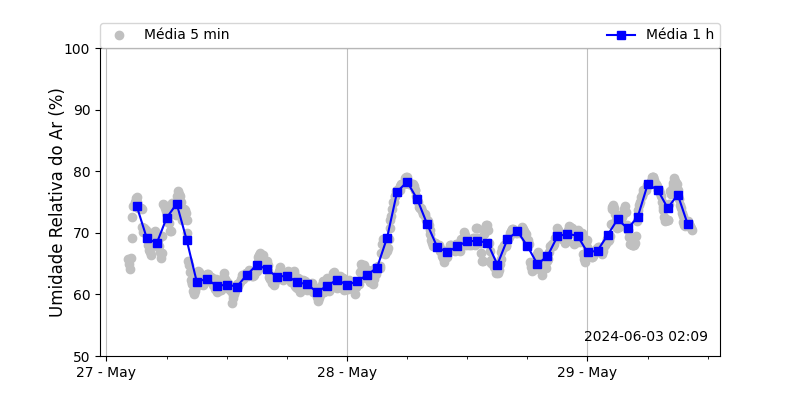 Média 5 min
Média 1 h
Umidade Relativa do Ar (%)
100
90
80
70
60
50
2024-06-03 02:09
27 - May
28 - May
29 - May